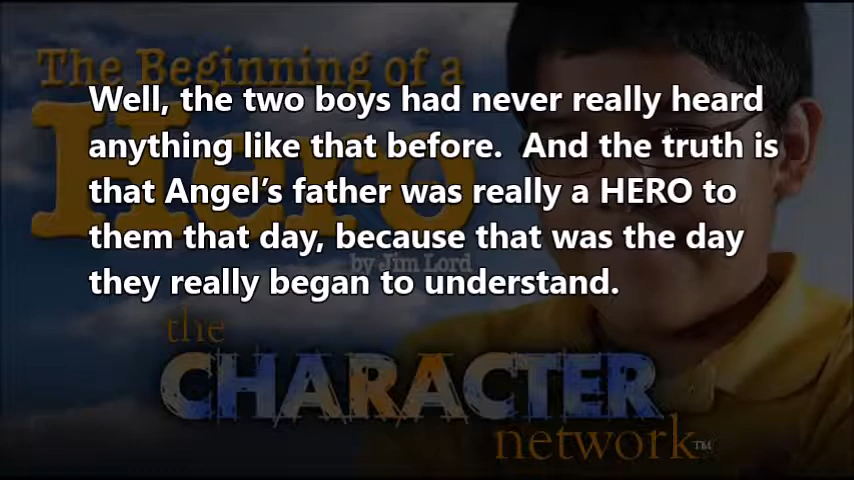 The Beginning of a
Hero
by Jim Lord
Well, the two boys had never really heard
anything like that before.  And the truth is
that Angel’s father was really a HERO to
them that day, because that was the day
they really began to understand.
the
CHARACTER
network™